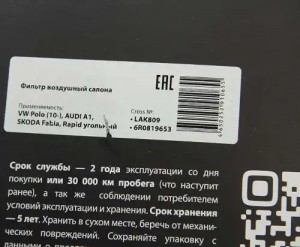 EAC
Фильтр воздушный салона
Применяемость:
VW Polo (10-), AUDI A1,
SKODA Fabia, Rapid угольный
Cross №:
• LAK809
• 6R0819653
Срок службы — 2 года эксплуатации со дня
покупки или 30 000 км пробега (что наступит
ранее), а так же соблюдении потребителем
условий эксплуатации и хранения. Срок хранения
— 5 лет. Хранить в сухом месте, беречь от механи-
ческих повреждений. Сохраняйте упаковку с